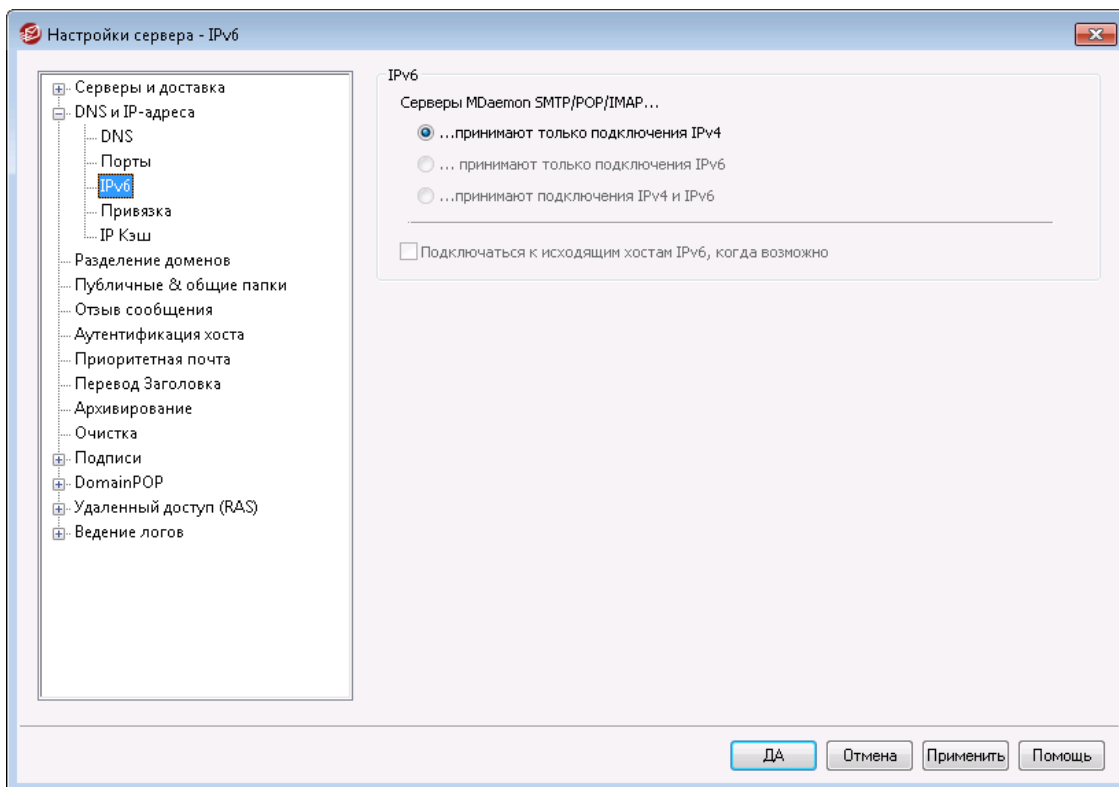 Настройки сервера - IPv6
Серверы и доставка
DNS и IP-адреса
DNS
Порты
IPv6
Привязка
IP Кэш
Разделение доменов
Публичные & общие папки
Отзыв сообщения
Аутентификация хоста
Приоритетная почта
Перевод Заголовка
Архивирование
Очистка
Подписи
DomainPOP
Удаленный доступ (RAS)
Ведение логов
IPv6
Серверы MDaemon SMTP/POP/IMAP...
...принимают только подключения IPv4
... принимают только подключения IPv6
...принимают подключения IPv4 и IPv6
Подключаться к исходящим хостам IPv6, когда возможно
ДА
Отмена
Применить
Помощь